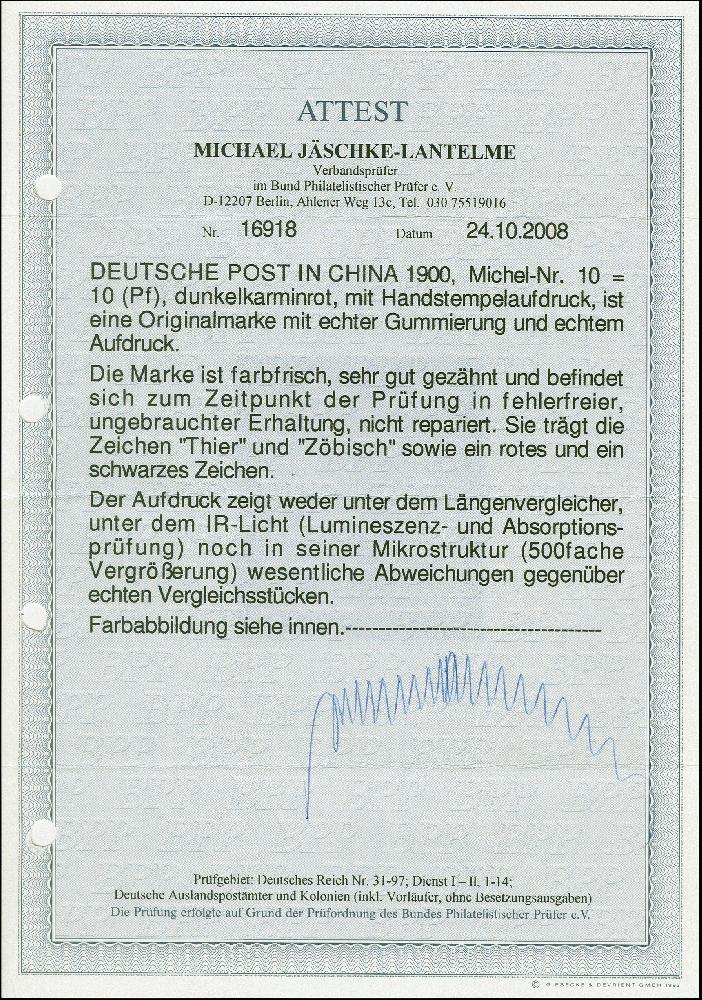 ATTEST
MICHAEL JÄSCHKE-LANTELME
Verbandsprüfer
im Bund Philatelistischer Prüfer e. V.
D-12207 Berlin, Ahlener Weg 13c, Tel. 030 75519016
Nr. 16918 Datum 24.10.2008
DEUTSCHE POST IN CHINA 1900, Michel-Nr. 10 =
10 (Pf), dunkelkarminrot, mit Handstempelaufdruck, ist
eine Originalmarke mit echter Gummierung und echtem
Aufdruck.
Die Marke ist farbfrisch, sehr gut gezähnt und befindet
sich zum Zeitpunkt der Prüfung in fehlerfreier,
ungebrauchter Erhaltung, nicht repariert. Sie trägt die
Zeichen "Thier" und "Zöbisch" sowie ein rotes und ein
schwarzes Zeichen.
Der Aufdruck zeigt weder unter dem Längenvergleicher,
unter dem IR-Licht (Lumineszenz- und Absorptions-
prüfung) noch in seiner Mikrostruktur (500fache
Vergrößerung) wesentliche Abweichungen gegenüber
echten Vergleichsstücken.
Farbabbildung siehe innen.---------------------------------------
Prüfgebiet: Deutsches Reich Nr. 31-97; Dienst I – II, 1-14;
Deutsche Auslandspostämter und Kolonien (inkl. Vorläufer, ohne Besetzungsausgaben)
Die Prüfung erfolgte auf Grund der Prüfordnung des Bundes Philatelistischer Prüfer e.V.
© GIESECKE & DEVRIENT GMBH